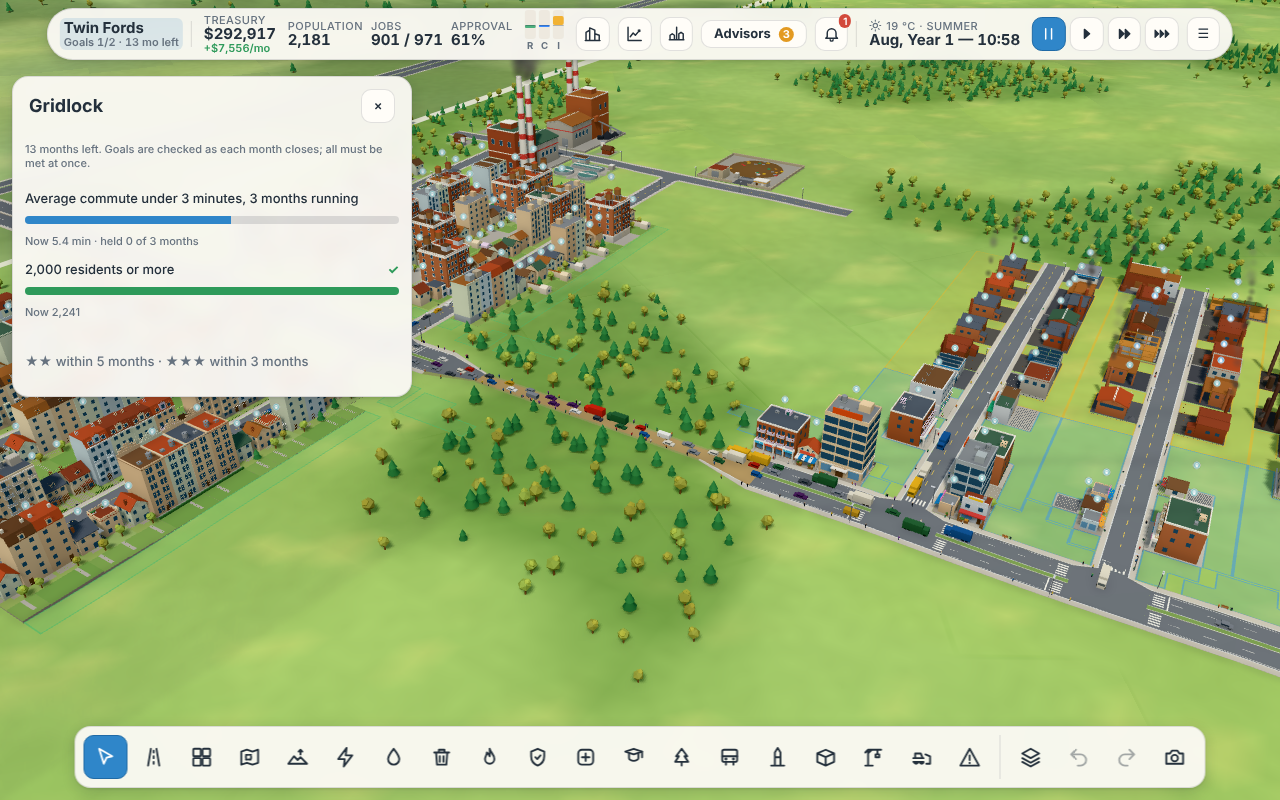 Twin Fords
Goals 1/2 · 13 mo left
TREASURY
$292,917
+$7,556/mo
POPULATION
2,181
JOBS
901 / 971
APPROVAL
61%
R C I
Advisors 3
1
19 °C · SUMMER
Aug, Year 1 — 10:58
Gridlock
×
13 months left. Goals are checked as each month closes; all must be
met at once.
Average commute under 3 minutes, 3 months running
Now 5.4 min · held 0 of 3 months
2,000 residents or more
Now 2,241
★★ within 5 months · ★★★ within 3 months